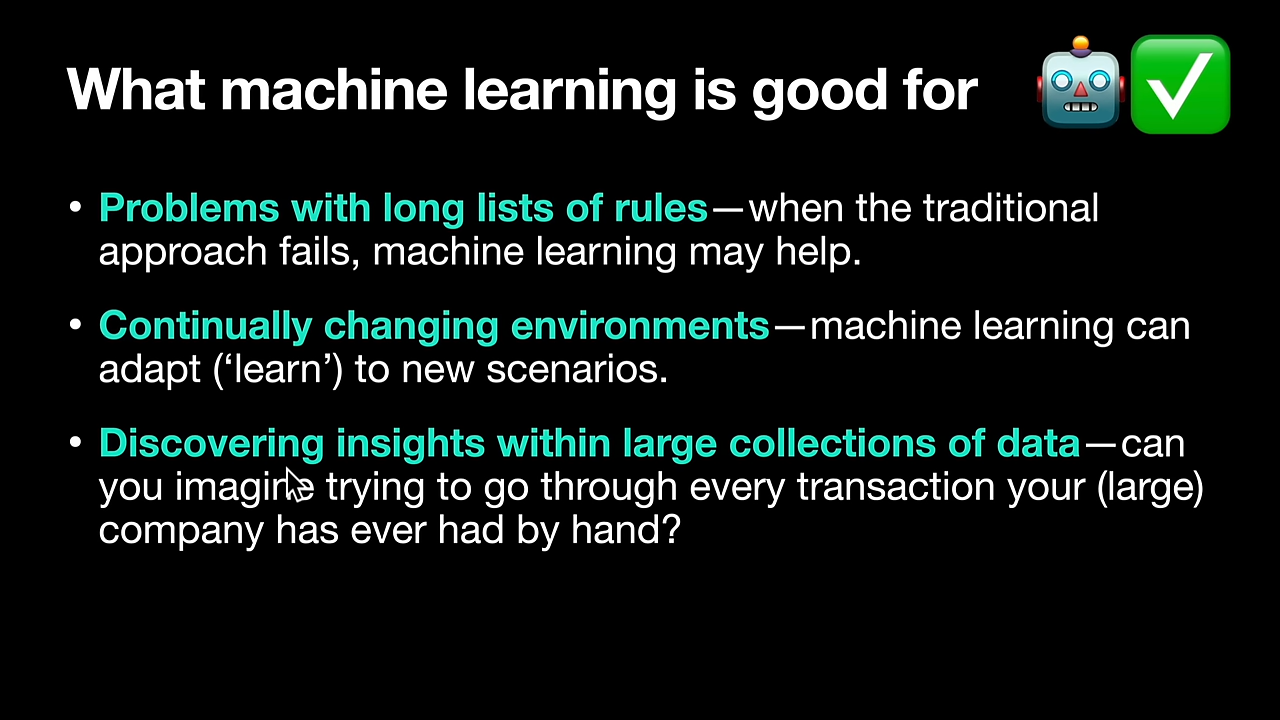 What machine learning is good for 🤖✅
• Problems with long lists of rules—when the traditional
approach fails, machine learning may help.
• Continually changing environments—machine learning can
adapt (‘learn’) to new scenarios.
• Discovering insights within large collections of data—can
you imagine trying to go through every transaction your (large)
company has ever had by hand?